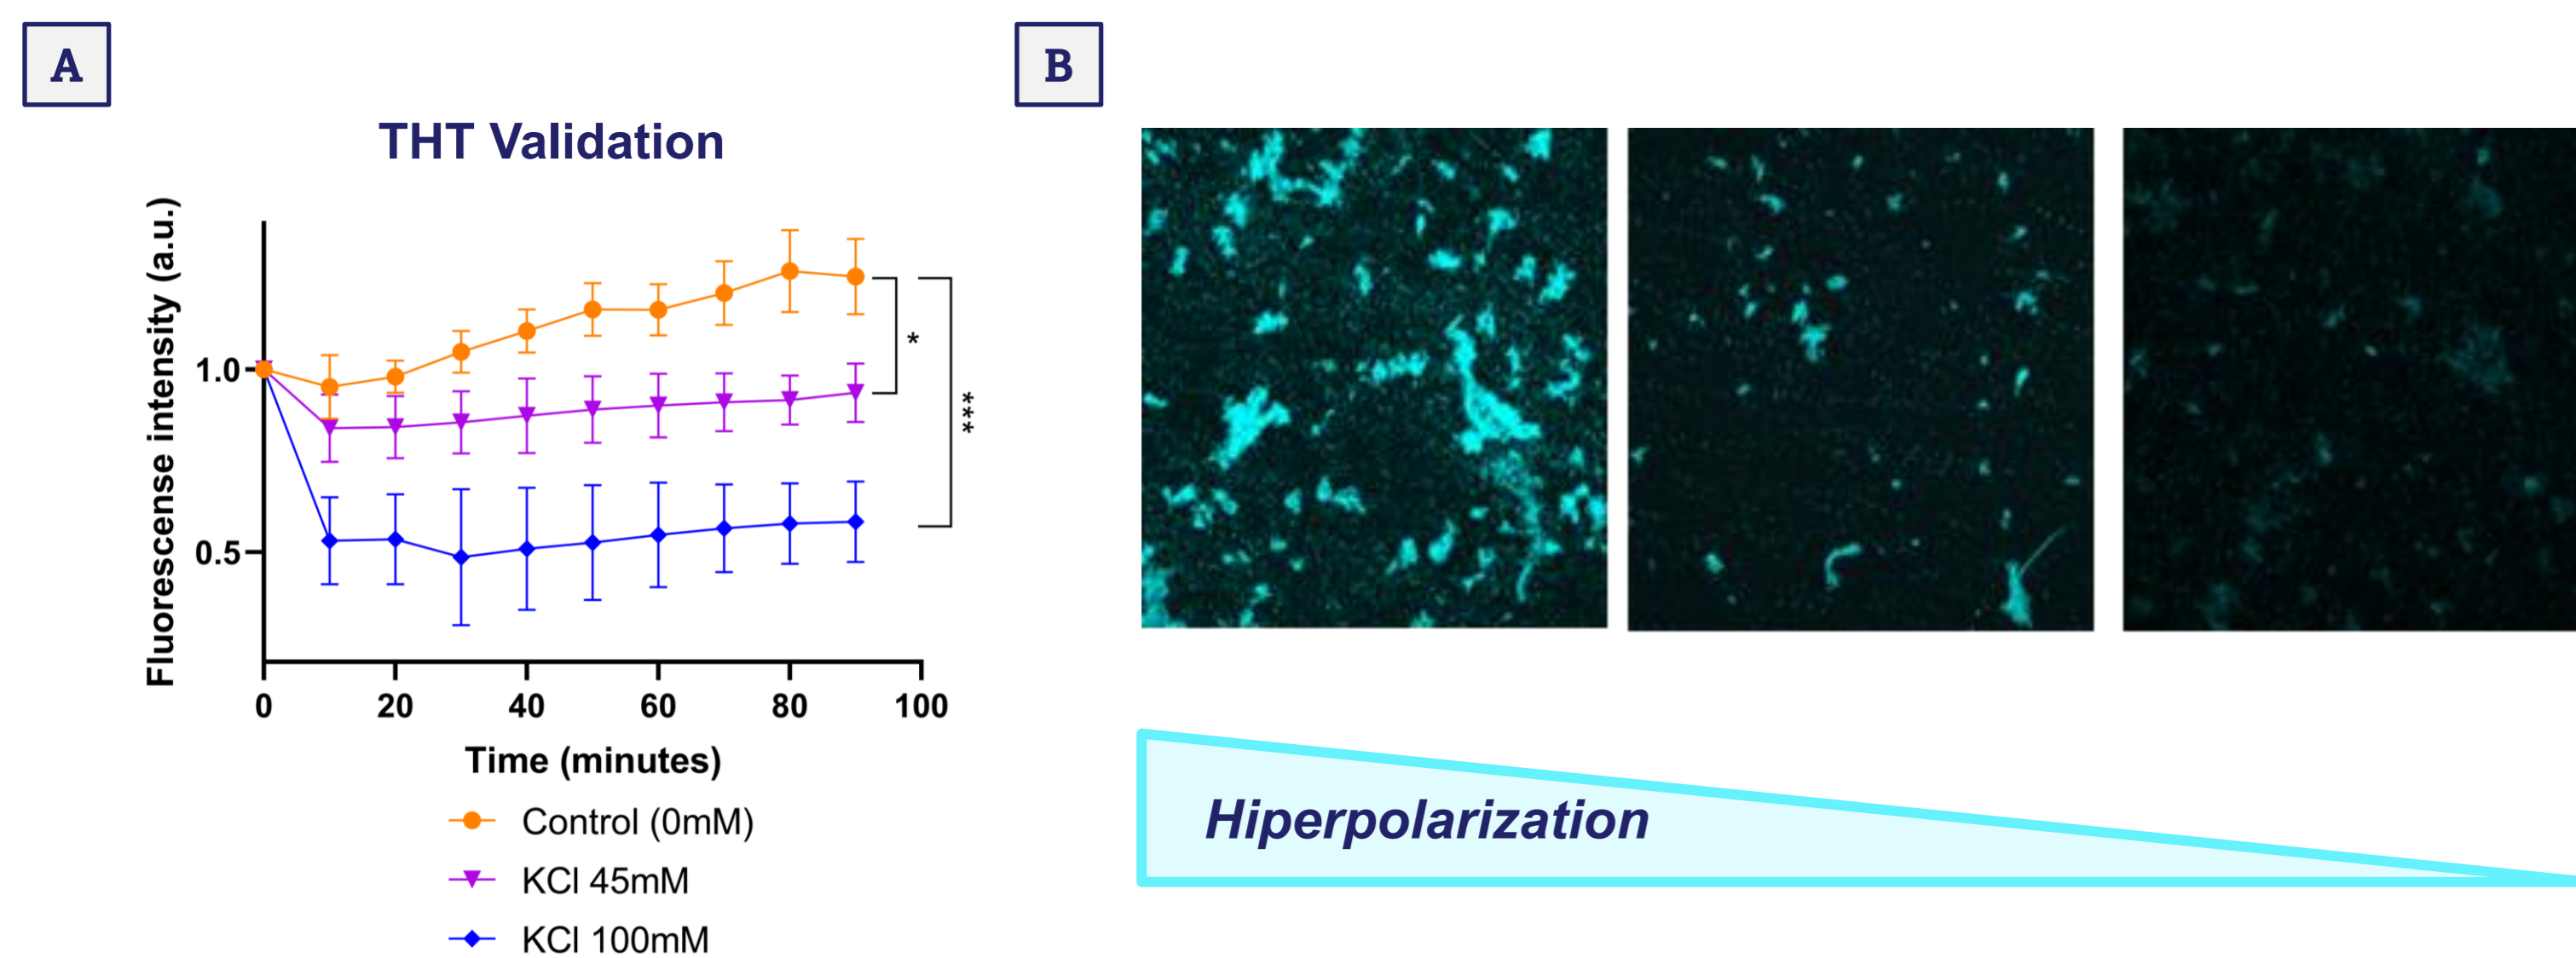 A
THT Validation
Fluorescense intensity (a.u.)
1.0
0.5
0 20 40 60 80 100
Time (minutes)
*
***
Control (0mM)
KCl 45mM
KCl 100mM
B
Hiperpolarization